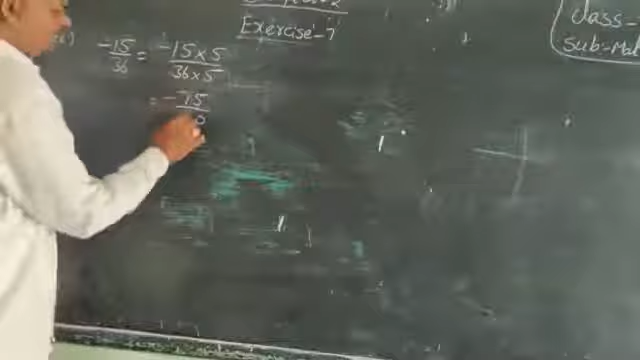 Exercise-7
Class-
Sub-Mat
-15/36 = -15×5/36×5
= -75/